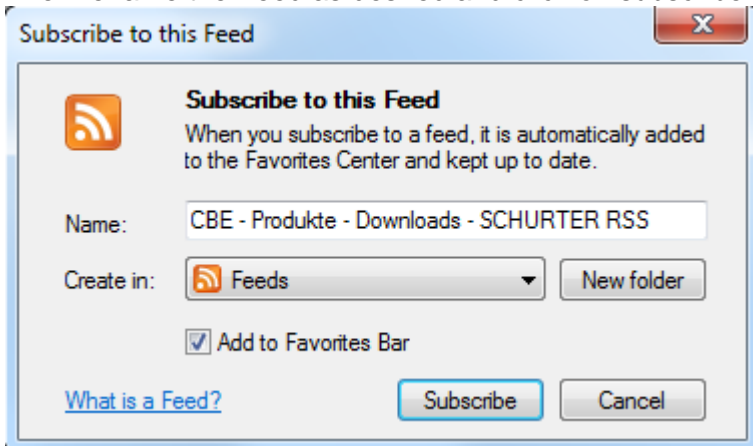 Subscribe to this Feed
Subscribe to this Feed
When you subscribe to a feed, it is automatically added
to the Favorites Center and kept up to date.
Name: CBE - Produkte - Downloads - SCHURTER RSS
Create in: Feeds New folder
Add to Favorites Bar
What is a Feed? Subscribe Cancel